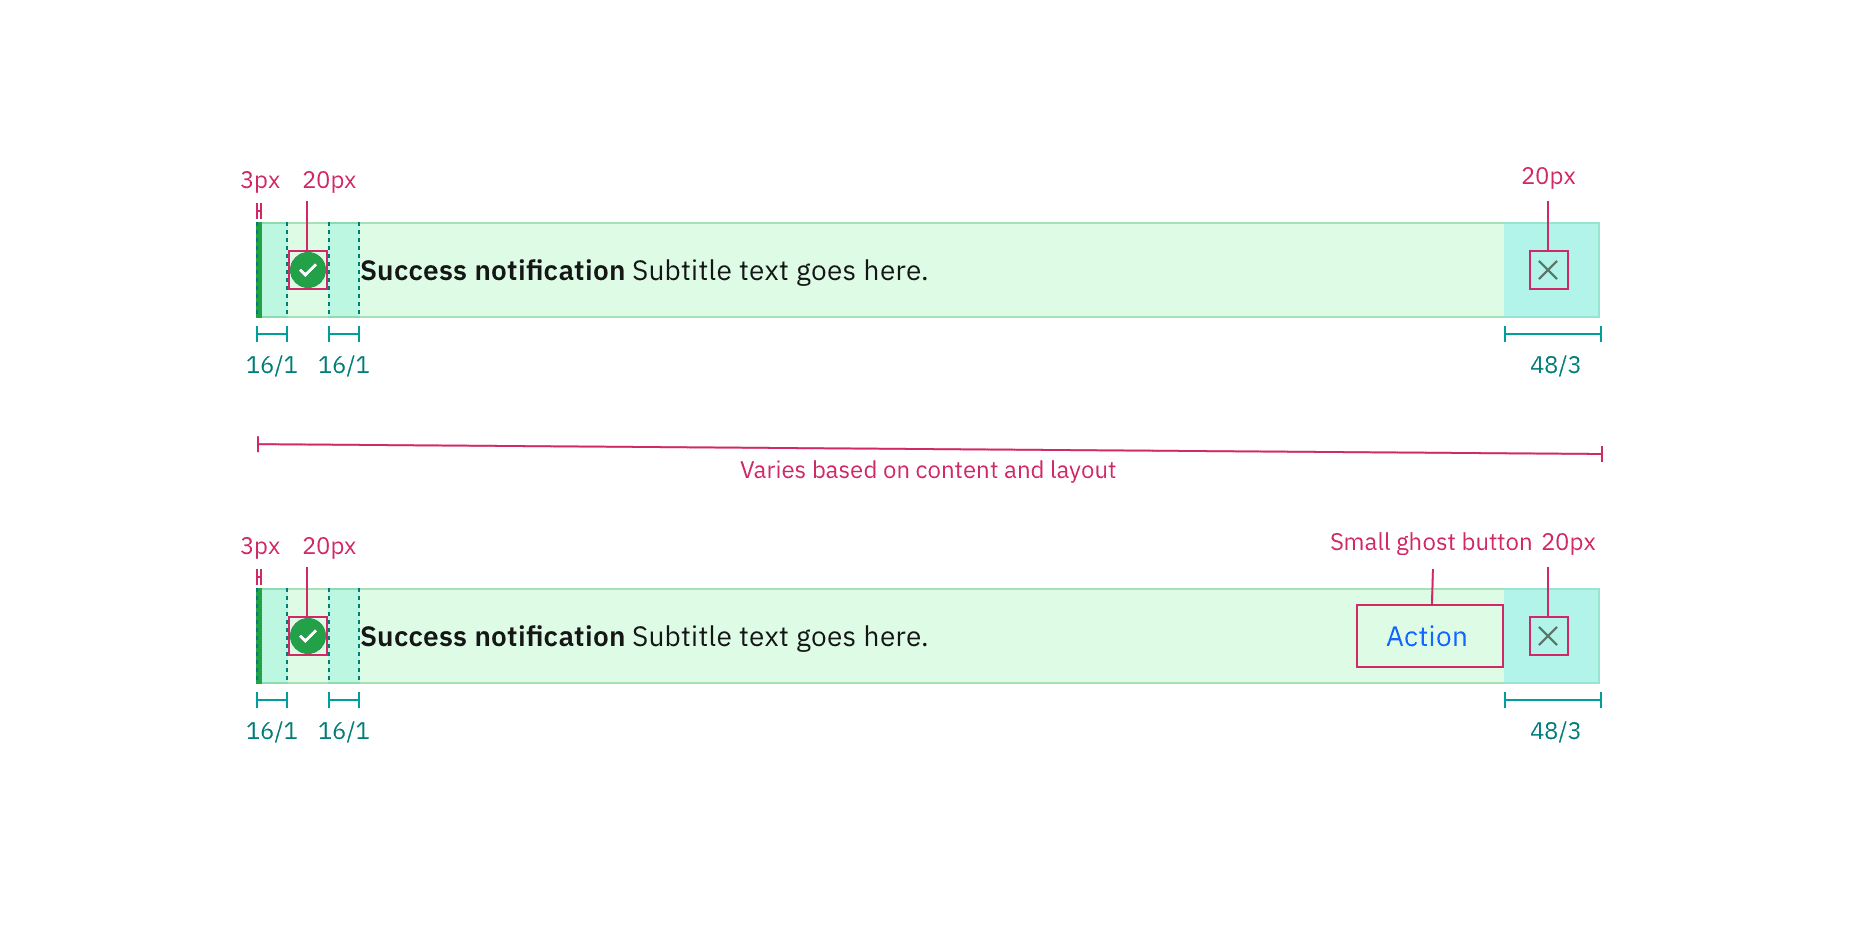 3px 20px 20px
Success notification Subtitle text goes here.
16/1 16/1 48/3
Varies based on content and layout
3px 20px Small ghost button 20px
Success notification Subtitle text goes here. Action
16/1 16/1 48/3